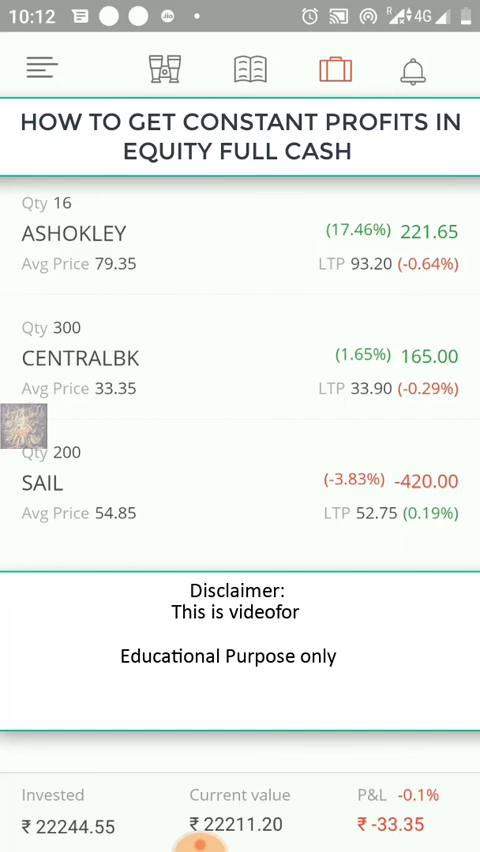 10:12 Jio R 4G
HOW TO GET CONSTANT PROFITS IN
EQUITY FULL CASH
Qty 16
ASHOKLEY (17.46%) 221.65
Avg Price 79.35 LTP 93.20 (-0.64%)
Qty 300
CENTRALBK (1.65%) 165.00
Avg Price 33.35 LTP 33.90 (-0.29%)
Qty 200
SAIL (-3.83%) -420.00
Avg Price 54.85 LTP 52.75 (0.19%)
Disclaimer:
This is videofor
Educational Purpose only
Invested Current value P&L -0.1%
₹ 22244.55 ₹ 22211.20 ₹ -33.35